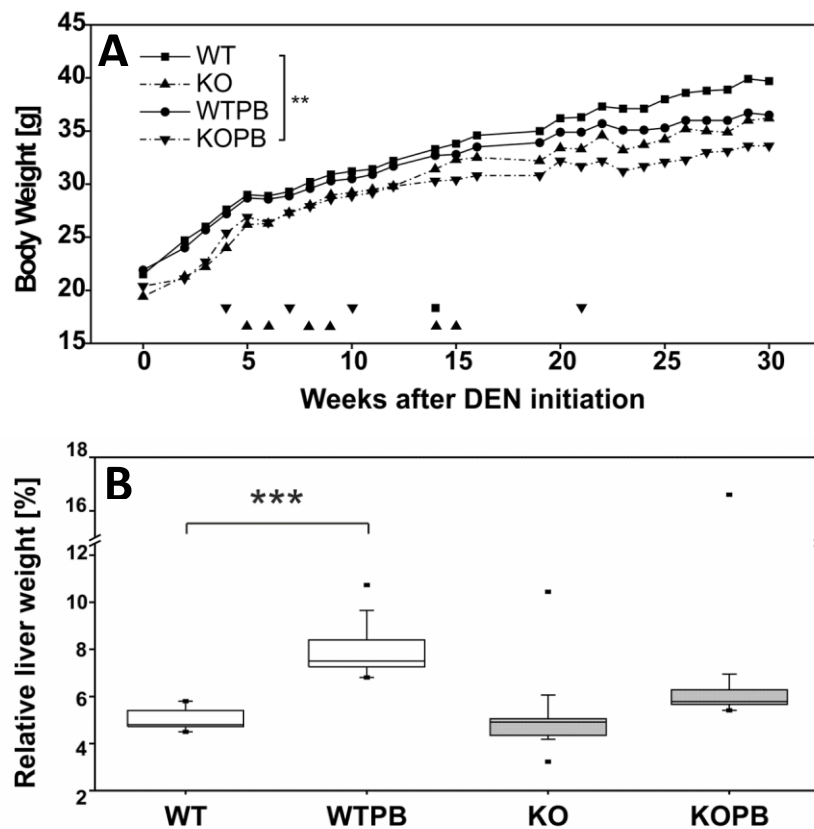 A
WT
KO
WTPB
KOPB
**
45
40
35
30
25
20
15
Body Weight [g]
0 5 10 15 20 25 30
Weeks after DEN initiation
B
***
18
16
12
10
8
6
4
2
Relative liver weight [%]
WT WTPB KO KOPB